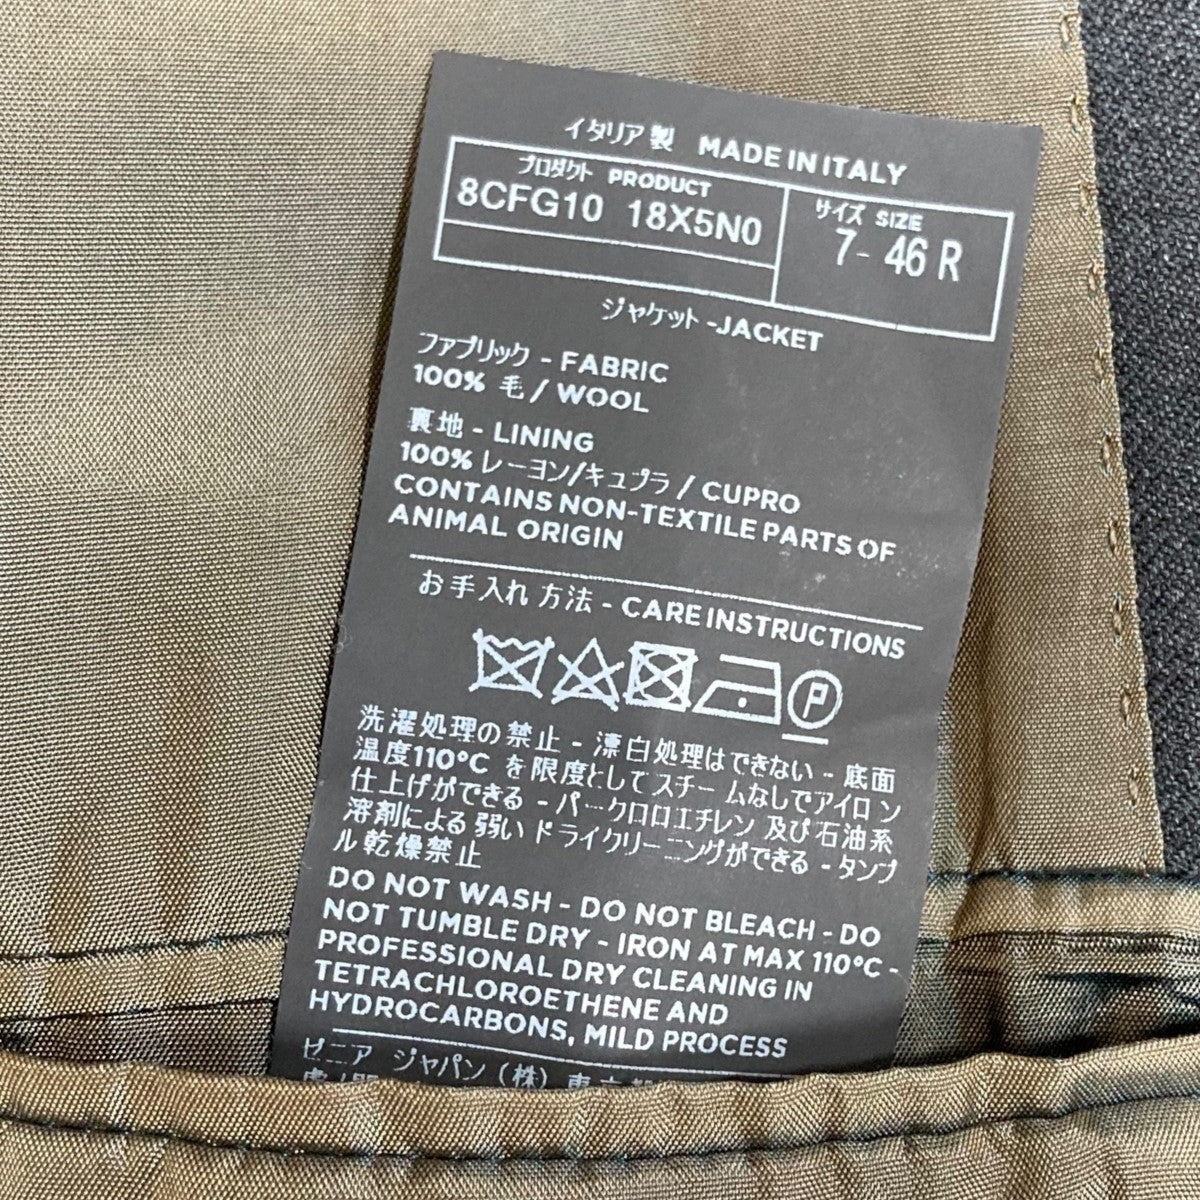 イタリア製 MADE IN ITALY
プロダクト PRODUCT
8CFG10 18X5N0
サイズ SIZE
7- 46 R
ジャケット -JACKET
ファブリック - FABRIC
100% 毛 / WOOL
裏地 - LINING
100% レーヨン/キュプラ / CUPRO
CONTAINS NON-TEXTILE PARTS OF
ANIMAL ORIGIN
お手入れ方法 - CARE INSTRUCTIONS
P
洗濯処理の禁止 - 漂白処理はできない - 底面
温度110°C を限度としてスチームなしでアイロン
仕上げができる - パークロロエチレン 及び石油系
溶剤による弱い ドライクリーニングができる - タンブ
ル乾燥禁止
DO NOT WASH - DO NOT BLEACH - DO
NOT TUMBLE DRY - IRON AT MAX 110°C -
PROFESSIONAL DRY CLEANING IN
TETRACHLOROETHENE AND
HYDROCARBONS, MILD PROCESS
ゼニア ジャパン (株) 東京都